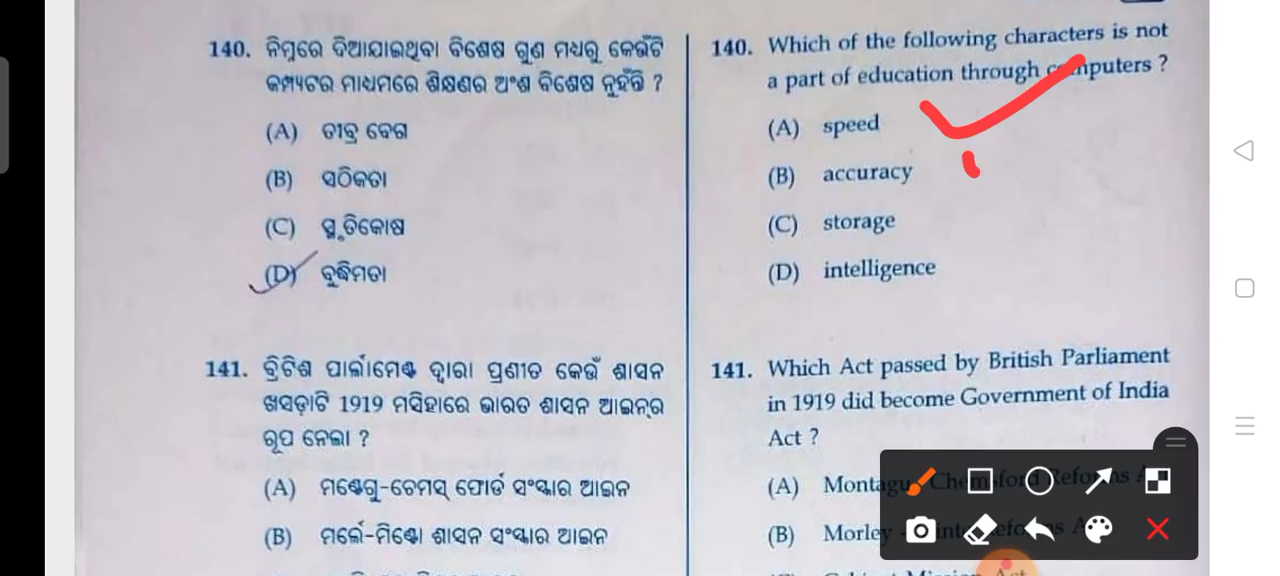 140. ନିମ୍ନରେ ଦିଆଯାଇଥିବା ବିଶେଷ ଗୁଣ ମଧ୍ୟରୁ କେଉଁଟି
କମ୍ପ୍ୟୁଟର ମାଧ୍ୟମରେ ଶିକ୍ଷଣର ଅଂଶ ବିଶେଷ ନୁହଁନ୍ତି ?
(A) ତୀବ୍ର ବେଗ
(B) ସଠିକତା
(C) ସ୍ମୃତିକୋଷ
(D) ବୁଦ୍ଧିମତା
141. ବ୍ରିଟିଶ ପାର୍ଲାମେଣ୍ଟ ଦ୍ୱାରା ପ୍ରଣୀତ କେଉଁ ଶାସନ
ଖସଡ଼ାଟି 1919 ମସିହାରେ ଭାରତ ଶାସନ ଆଇନ୍‌ର
ରୂପ ନେଲା ?
(A) ମଣ୍ଟେଗୁ-ଚେମସ୍ ଫୋର୍ଡ ସଂସ୍କାର ଆଇନ
(B) ମର୍ଲେ-ମିଣ୍ଟୋ ଶାସନ ସଂସ୍କାର ଆଇନ
140. Which of the following characters is not
a part of education through computers ?
(A) speed
(B) accuracy
(C) storage
(D) intelligence
141. Which Act passed by British Parliament
in 1919 did become Government of India
Act ?
(A) Montagu Chemsford Reforms
(B) Morley